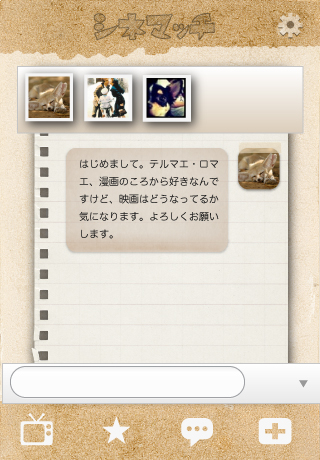 シネマッチ
はじめまして。テルマエ・ロマ
エ、漫画のころから好きなんで
すけど、映画はどうなってるか
気になります。よろしくお願い
します。